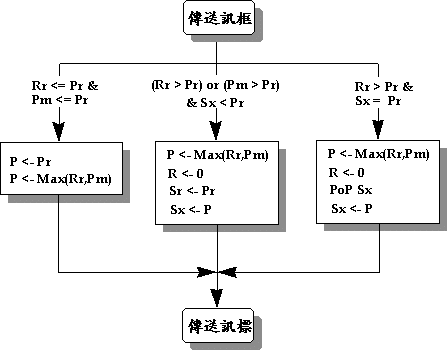 傳送訊框
Rr <= Pr &
Pm <= Pr
(Rr > Pr) or (Pm > Pr)
& Sx < Pr
Rr > Pr &
Sx = Pr
P <- Pr
P <- Max(Rr,Pm)
P <- Max(Rr,Pm)
R <- 0
Sr <- Pr
Sx <- P
P <- Max(Rr,Pm)
R <- 0
PoP Sx
Sx <- P
傳送訊標